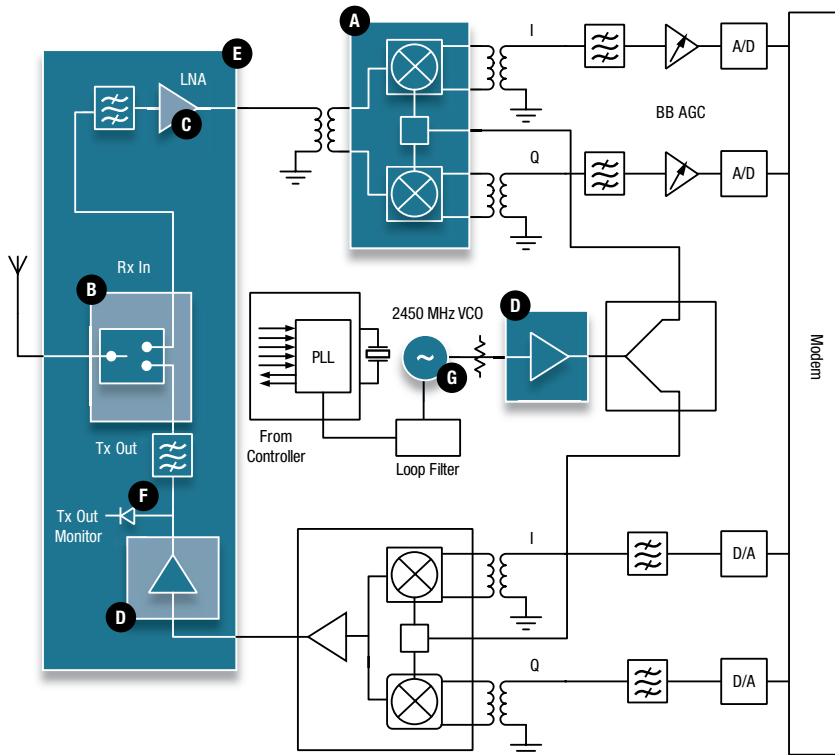 A
I
E
LNA
A/D
C
BB AGC
Q
A/D
Rx In
B
D
2450 MHz VCO
PLL
~
G
Modem
From
Controller
Loop Filter
Tx Out
F
Tx Out
Monitor
I
D/A
D
Q
D/A